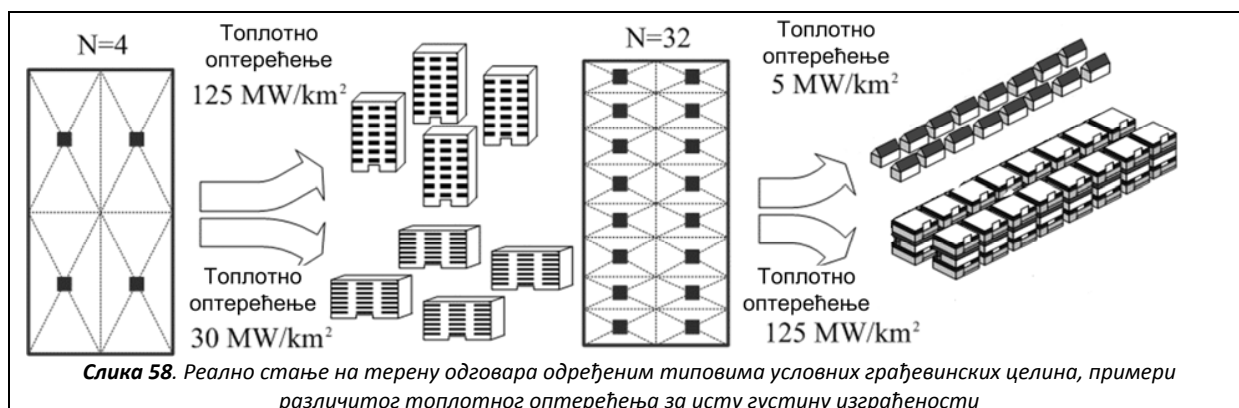 N=4
Топлотно
оптерећење
125 MW/km²
Топлотно
оптерећење
30 MW/km²
N=32
Топлотно
оптерећење
5 MW/km²
Топлотно
оптерећење
125 MW/km²
Слика 58. Реално стање на терену одговара одређеним типовима условних грађевинских целина, примери
различитог топлотног оптерећења за исту густину изграђености